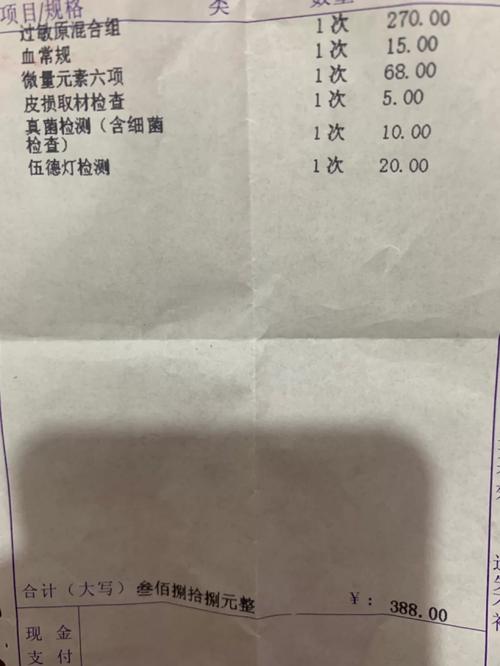 项目/规格 类 数量
过敏原混合组 1次 270.00
血常规 1次 15.00
微量元素六项 1次 68.00
皮损取材检查 1次 5.00
真菌检测（含细菌
检查） 1次 10.00
伍德灯检测 1次 20.00
合计（大写）叁佰捌拾捌元整 ￥： 388.00
现金
支付